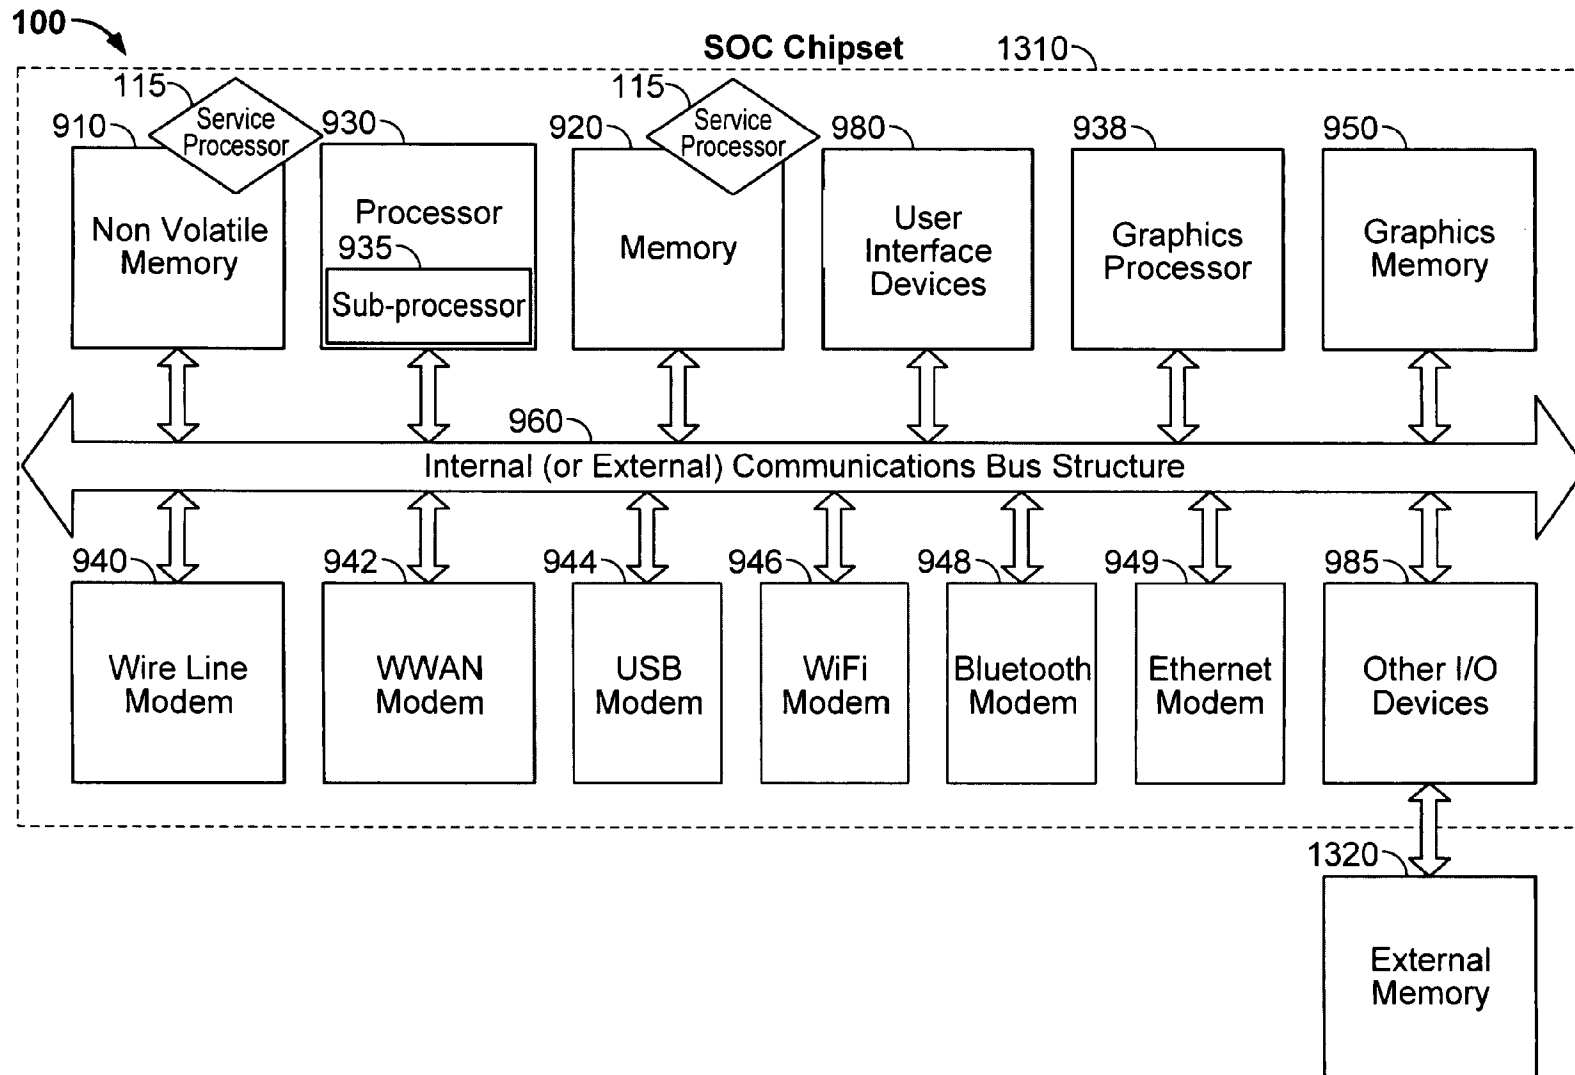 100
SOC Chipset
1310
115
Service
Processor
115
Service
Processor
910
930
920
980
938
950
Non Volatile
Memory
Processor
935
Sub-processor
Memory
User
Interface
Devices
Graphics
Processor
Graphics
Memory
960
Internal (or External) Communications Bus Structure
940
942
944
946
948
949
985
Wire Line
Modem
WWAN
Modem
USB
Modem
WiFi
Modem
Bluetooth
Modem
Ethernet
Modem
Other I/O
Devices
1320
External
Memory